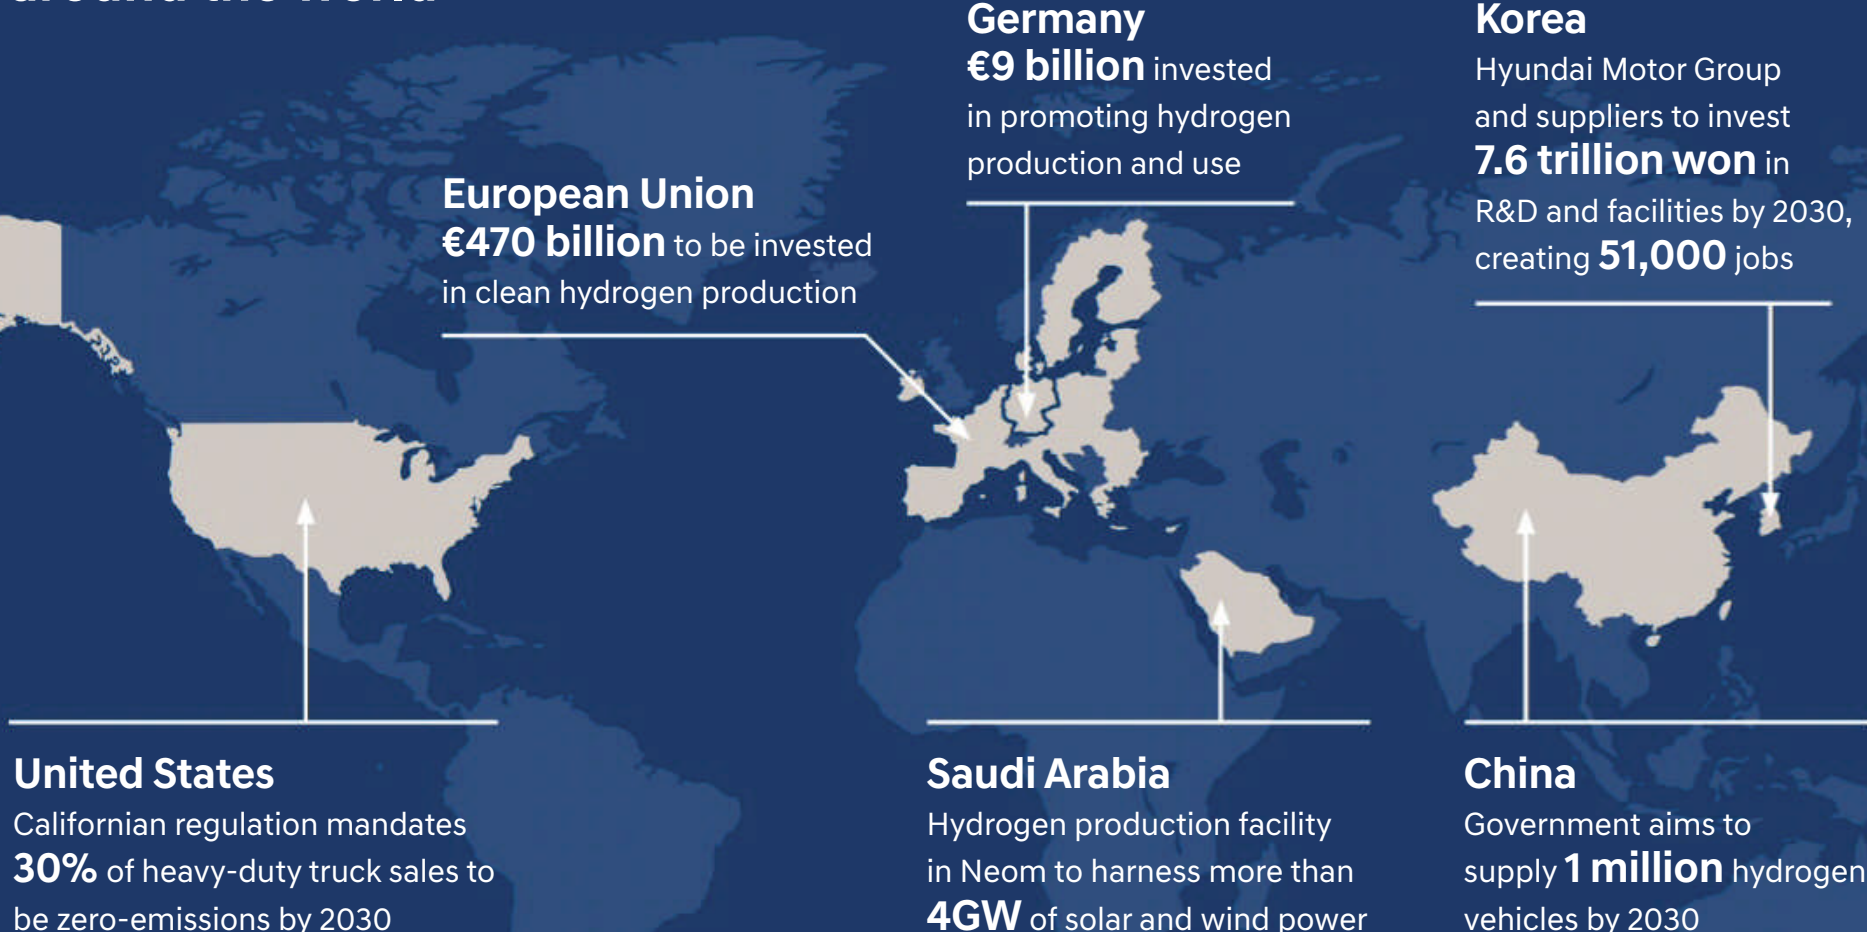 around the world
Germany
€9 billion invested
in promoting hydrogen
production and use
Korea
Hyundai Motor Group
and suppliers to invest
7.6 trillion won in
R&D and facilities by 2030,
creating 51,000 jobs
European Union
€470 billion to be invested
in clean hydrogen production
United States
Californian regulation mandates
30% of heavy-duty truck sales to
be zero-emissions by 2030
Saudi Arabia
Hydrogen production facility
in Neom to harness more than
4GW of solar and wind power
China
Government aims to
supply 1 million hydrogen
vehicles by 2030